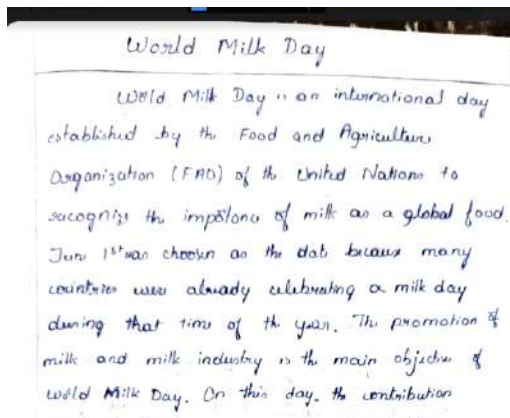 World Milk Day
World Milk Day is an international day
established by the Food and Agriculture
Organization (FAO) of the United Nations to
recognize the importance of milk as a global food.
June 1st was choosen as the date because many
countries were already celebrating a milk day
during that time of the year. The promotion of
milk and milk industry is the main objective of
World Milk Day. On this day, the contribution